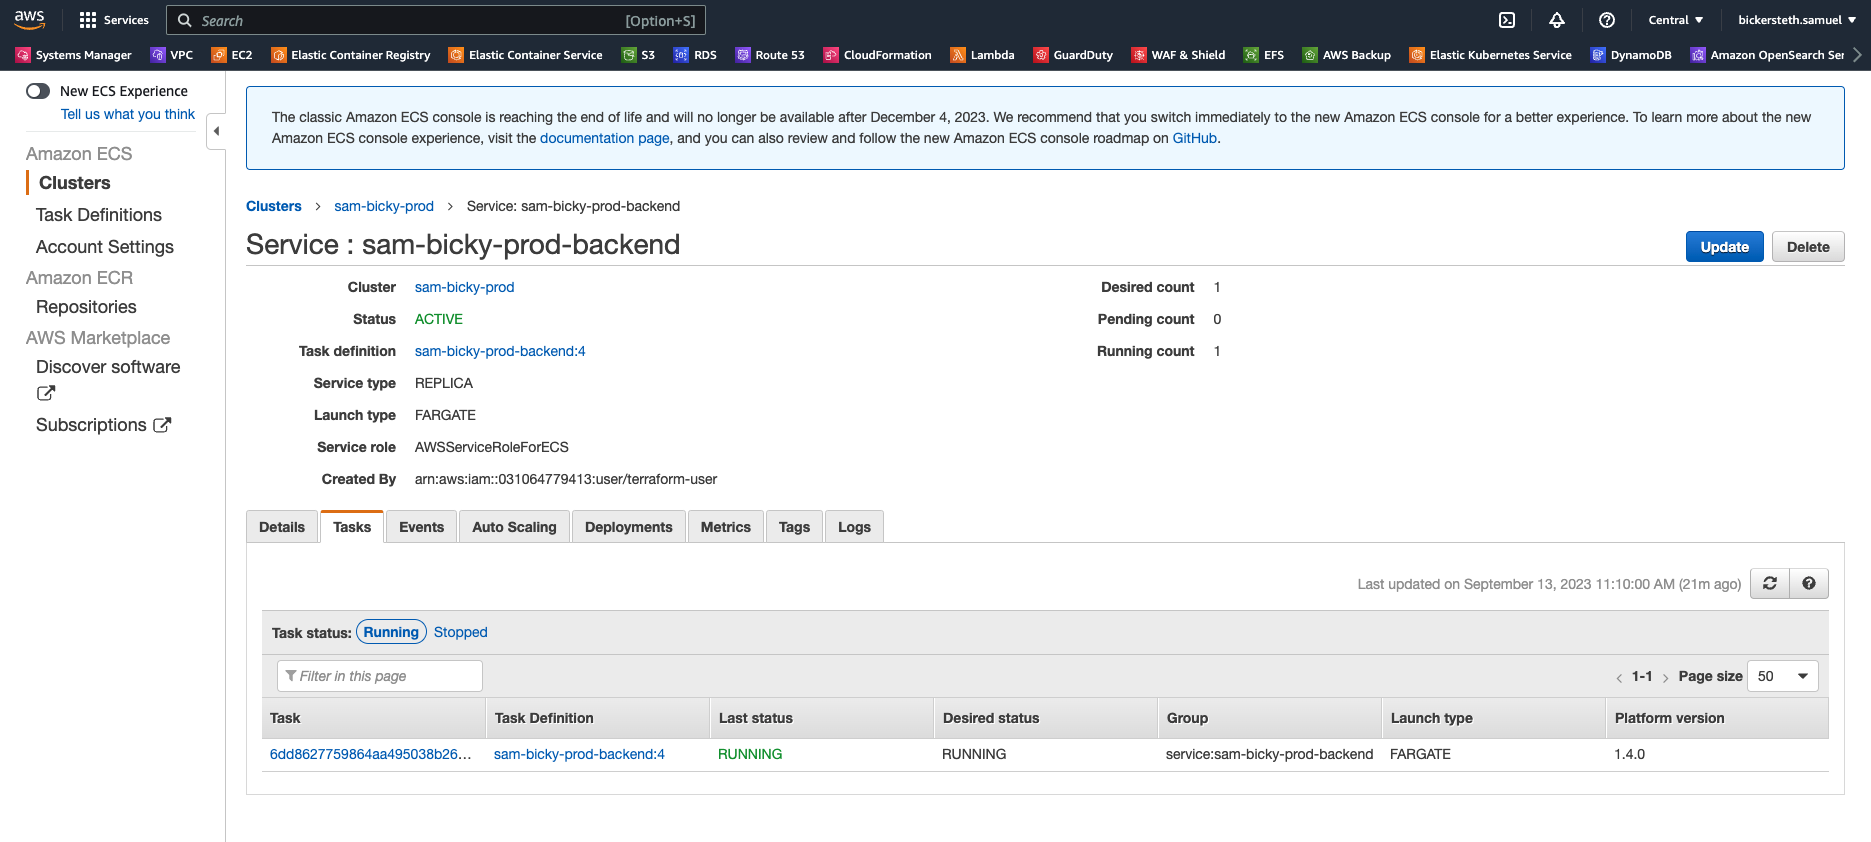 aws Services Search [Option+S] Central bickersteth.samuel
Systems Manager VPC EC2 Elastic Container Registry Elastic Container Service S3 RDS Route 53 CloudFormation Lambda GuardDuty WAF & Shield EFS AWS Backup Elastic Kubernetes Service DynamoDB Amazon OpenSearch Ser
New ECS Experience
Tell us what you think
Amazon ECS
Clusters
Task Definitions
Account Settings
Amazon ECR
Repositories
AWS Marketplace
Discover software
Subscriptions
The classic Amazon ECS console is reaching the end of life and will no longer be available after December 4, 2023. We recommend that you switch immediately to the new Amazon ECS console for a better experience. To learn more about the new
Amazon ECS console experience, visit the documentation page, and you can also review and follow the new Amazon ECS console roadmap on GitHub.
Clusters > sam-bicky-prod > Service: sam-bicky-prod-backend
Service : sam-bicky-prod-backend
Update Delete
Cluster sam-bicky-prod Desired count 1
Status ACTIVE Pending count 0
Task definition sam-bicky-prod-backend:4 Running count 1
Service type REPLICA
Launch type FARGATE
Service role AWSServiceRoleForECS
Created By arn:aws:iam::031064779413:user/terraform-user
Details Tasks Events Auto Scaling Deployments Metrics Tags Logs
Last updated on September 13, 2023 11:10:00 AM (21m ago)
Task status: Running Stopped
Filter in this page < 1-1 > Page size 50
Task Task Definition Last status Desired status Group Launch type Platform version
6dd8627759864aa495038b26... sam-bicky-prod-backend:4 RUNNING RUNNING service:sam-bicky-prod-backend FARGATE 1.4.0